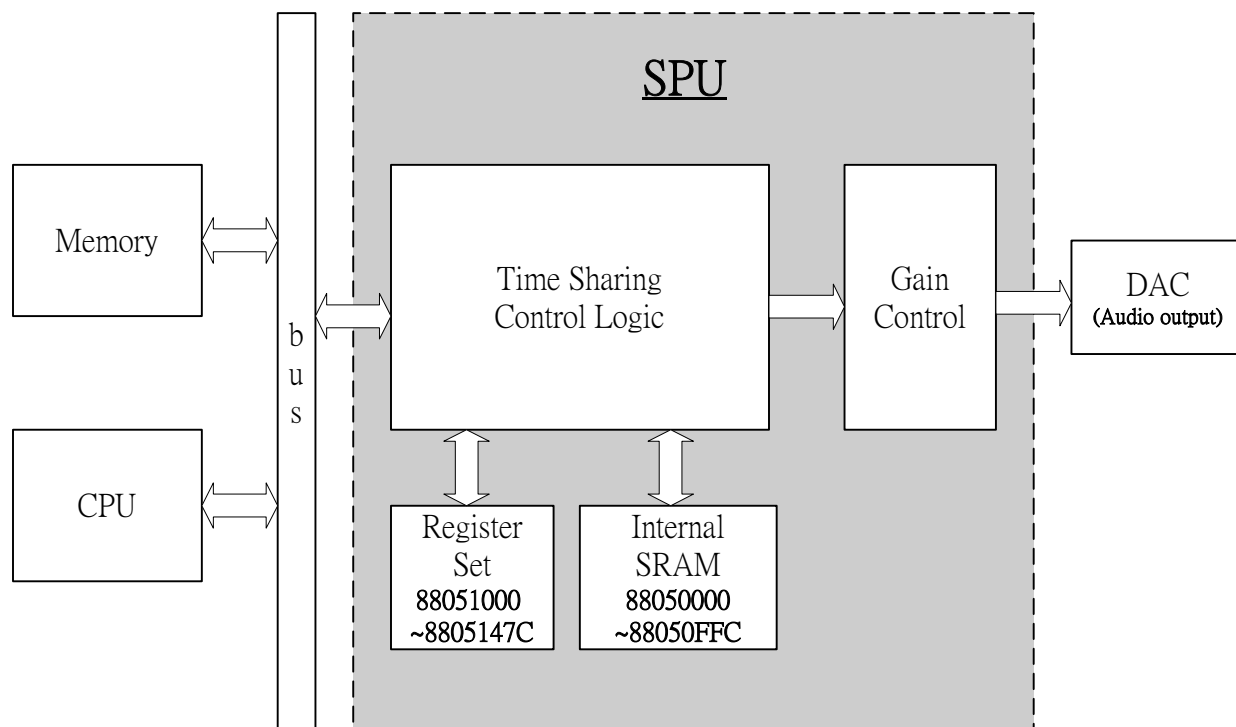 SPU
Memory
Time Sharing
Control Logic
Gain
Control
DAC
(Audio output)
b
u
s
CPU
Register
Set
88051000
~8805147C
Internal
SRAM
88050000
~88050FFC